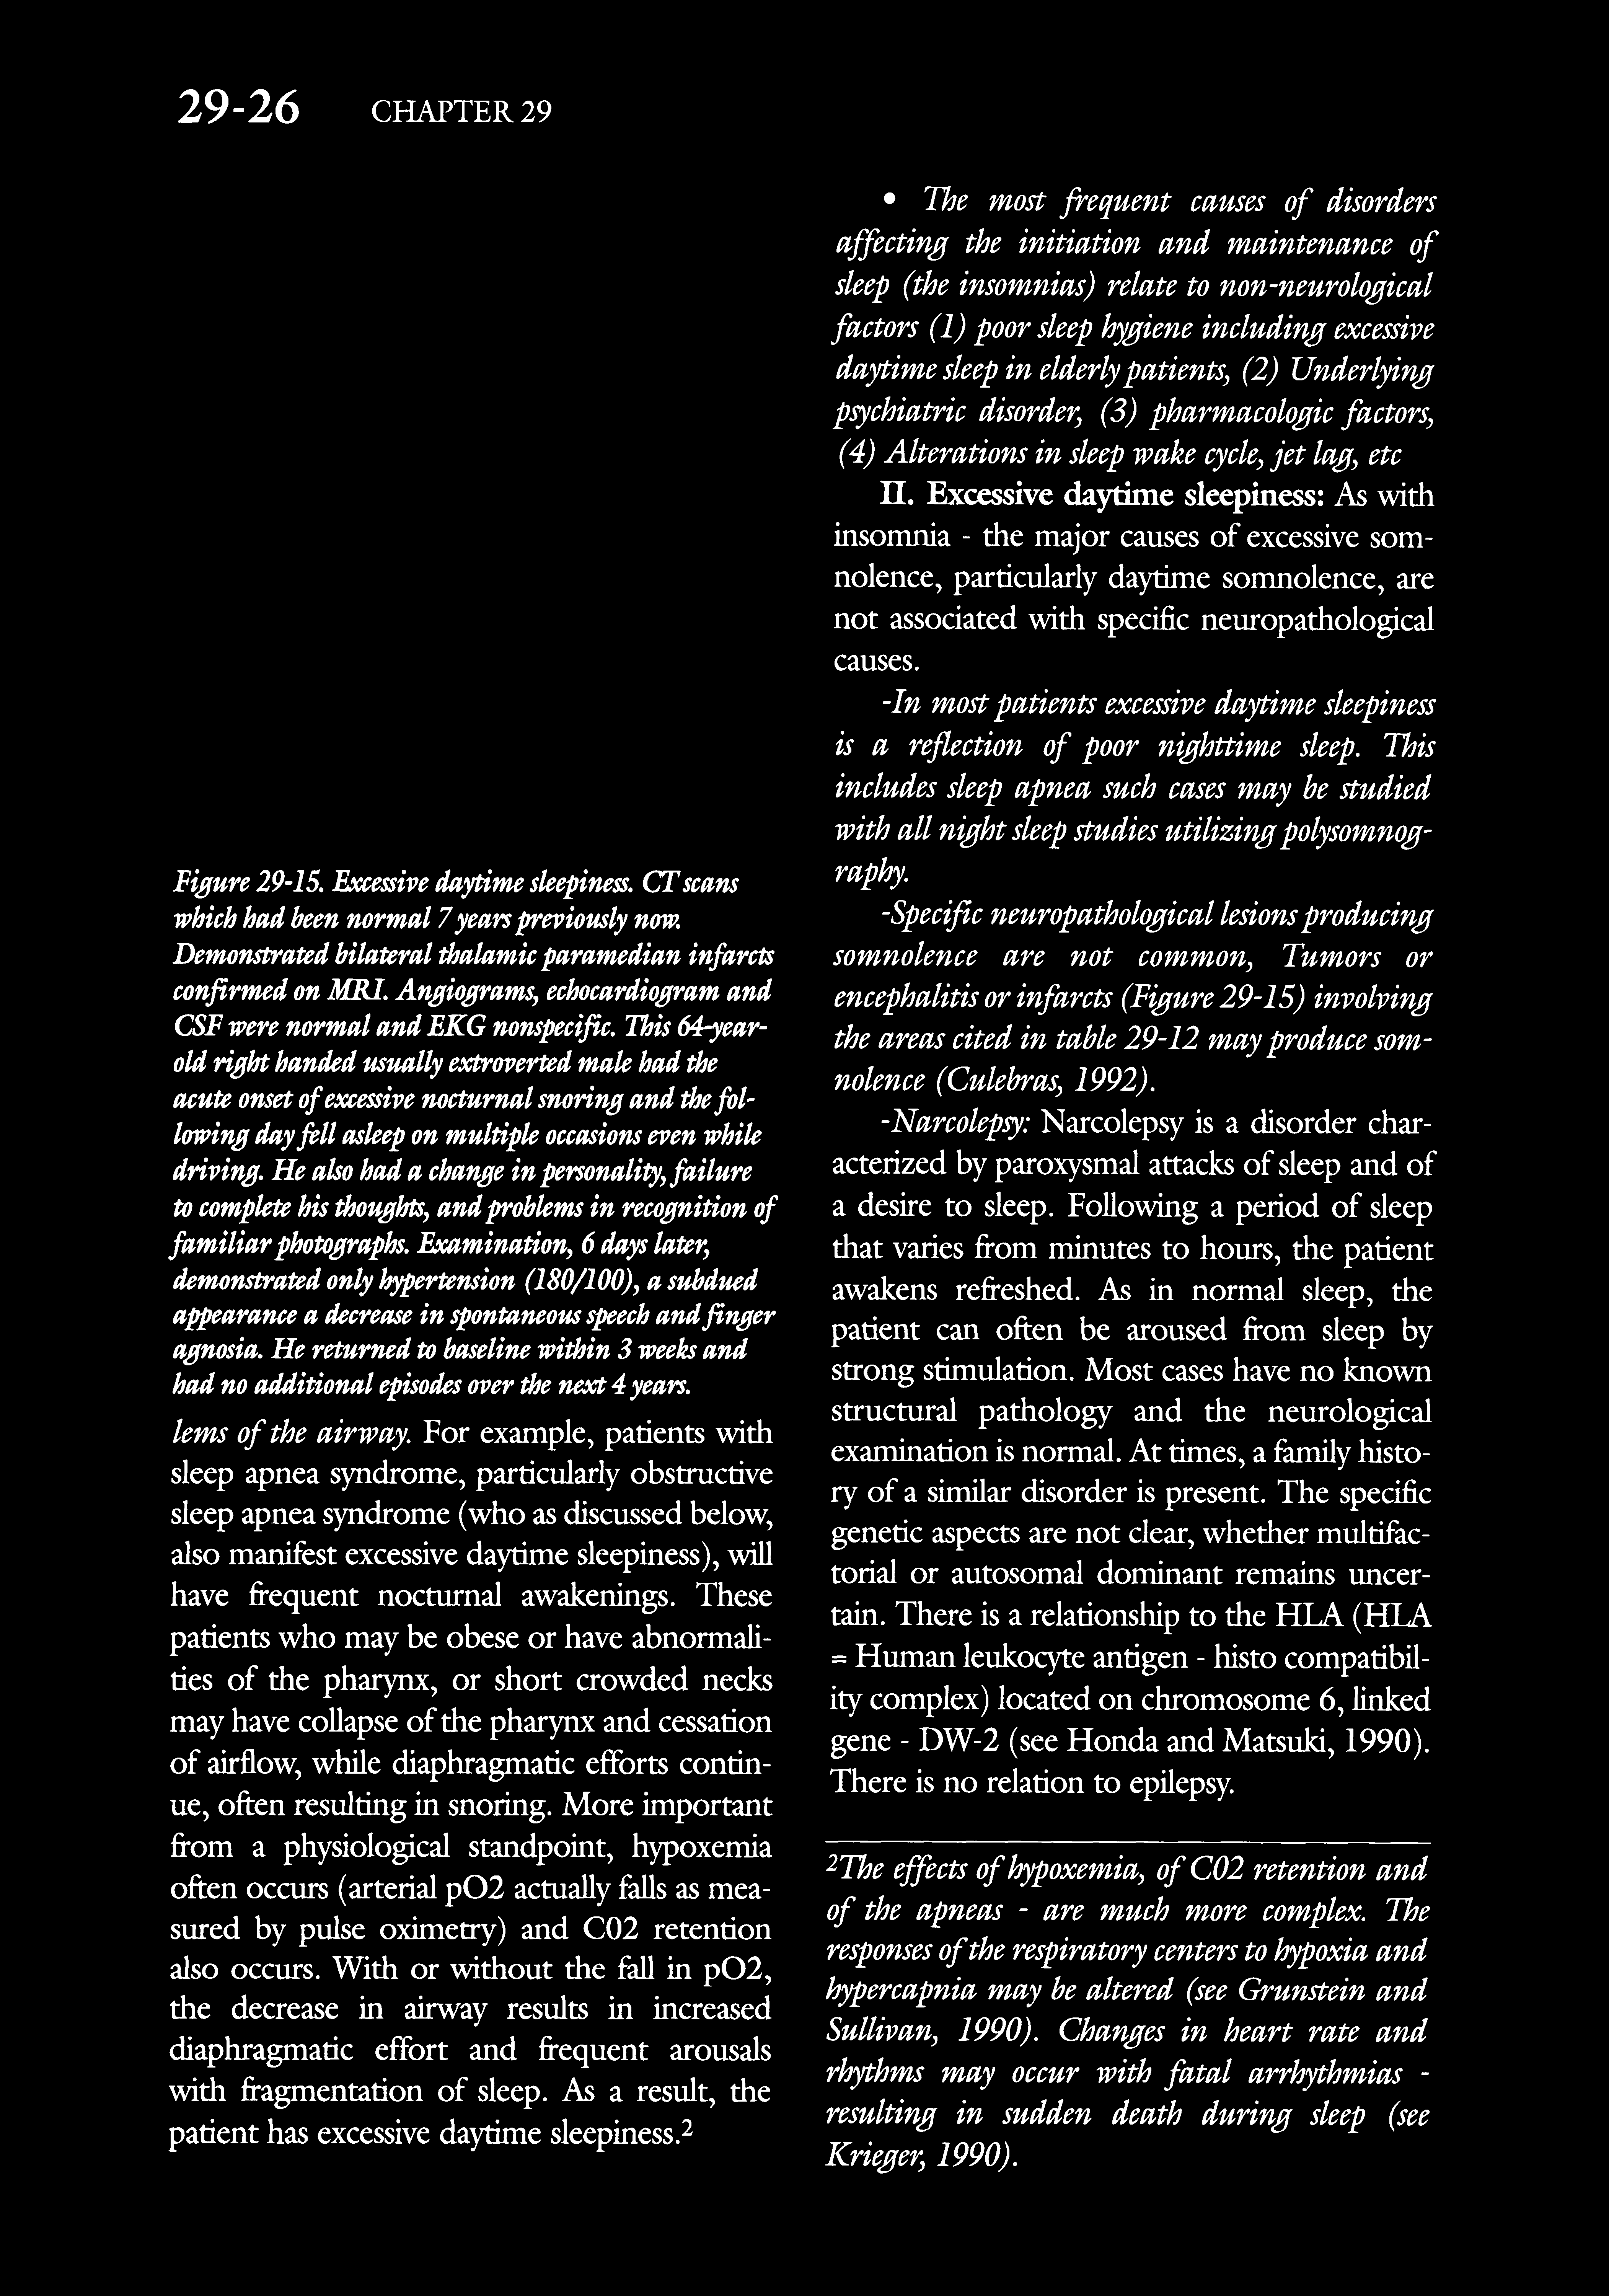 29-26 CHAPTER 29
Figure 29-15. Excessive daytime sleepiness. CT scans
which had been normal 7 years previously now.
Demonstrated bilateral thalamic paramedian infarcts
confirmed on MRI. Angiograms, echocardiogram and
CSF were normal and EKG nonspecific. This 64-year-
old right handed usually extroverted male had the
acute onset of excessive nocturnal snoring and the fol-
lowing day fell asleep on multiple occasions even while
driving. He also had a change in personality, failure
to complete his thoughts, and problems in recognition of
familiar photographs. Examination, 6 days later,
demonstrated only hypertension (180/100), a subdued
appearance a decrease in spontaneous speech and finger
agnosia. He returned to baseline within 3 weeks and
had no additional episodes over the next 4 years.
lems of the airway. For example, patients with
sleep apnea syndrome, particularly obstructive
sleep apnea syndrome (who as discussed below,
also manifest excessive daytime sleepiness), will
have frequent nocturnal awakenings. These
patients who may be obese or have abnormali-
ties of the pharynx, or short crowded necks
may have collapse of the pharynx and cessation
of airflow, while diaphragmatic efforts contin-
ue, often resulting in snoring. More important
from a physiological standpoint, hypoxemia
often occurs (arterial pO2 actually falls as mea-
sured by pulse oximetry) and C02 retention
also occurs. With or without the fall in pO2,
the decrease in airway results in increased
diaphragmatic effort and frequent arousals
with fragmentation of sleep. As a result, the
patient has excessive daytime sleepiness.²
• The most frequent causes of disorders
affecting the initiation and maintenance of
sleep (the insomnias) relate to non-neurological
factors (1) poor sleep hygiene including excessive
daytime sleep in elderly patients, (2) Underlying
psychiatric disorder, (3) pharmacologic factors,
(4) Alterations in sleep wake cycle, jet lag, etc
II. Excessive daytime sleepiness: As with
insomnia - the major causes of excessive som-
nolence, particularly daytime somnolence, are
not associated with specific neuropathological
causes.
-In most patients excessive daytime sleepiness
is a reflection of poor nighttime sleep. This
includes sleep apnea such cases may be studied
with all night sleep studies utilizing polysomnog-
raphy.
-Specific neuropathological lesions producing
somnolence are not common, Tumors or
encephalitis or infarcts (Figure 29-15) involving
the areas cited in table 29-12 may produce som-
nolence (Culebras, 1992).
-Narcolepsy: Narcolepsy is a disorder char-
acterized by paroxysmal attacks of sleep and of
a desire to sleep. Following a period of sleep
that varies from minutes to hours, the patient
awakens refreshed. As in normal sleep, the
patient can often be aroused from sleep by
strong stimulation. Most cases have no known
structural pathology and the neurological
examination is normal. At times, a family histo-
ry of a similar disorder is present. The specific
genetic aspects are not clear, whether multifac-
torial or autosomal dominant remains uncer-
tain. There is a relationship to the HLA (HLA
= Human leukocyte antigen - histo compatibil-
ity complex) located on chromosome 6, linked
gene - DW-2 (see Honda and Matsuki, 1990).
There is no relation to epilepsy.
²The effects of hypoxemia, of C02 retention and
of the apneas - are much more complex. The
responses of the respiratory centers to hypoxia and
hypercapnia may be altered (see Grunstein and
Sullivan, 1990). Changes in heart rate and
rhythms may occur with fatal arrhythmias -
resulting in sudden death during sleep (see
Krieger, 1990).